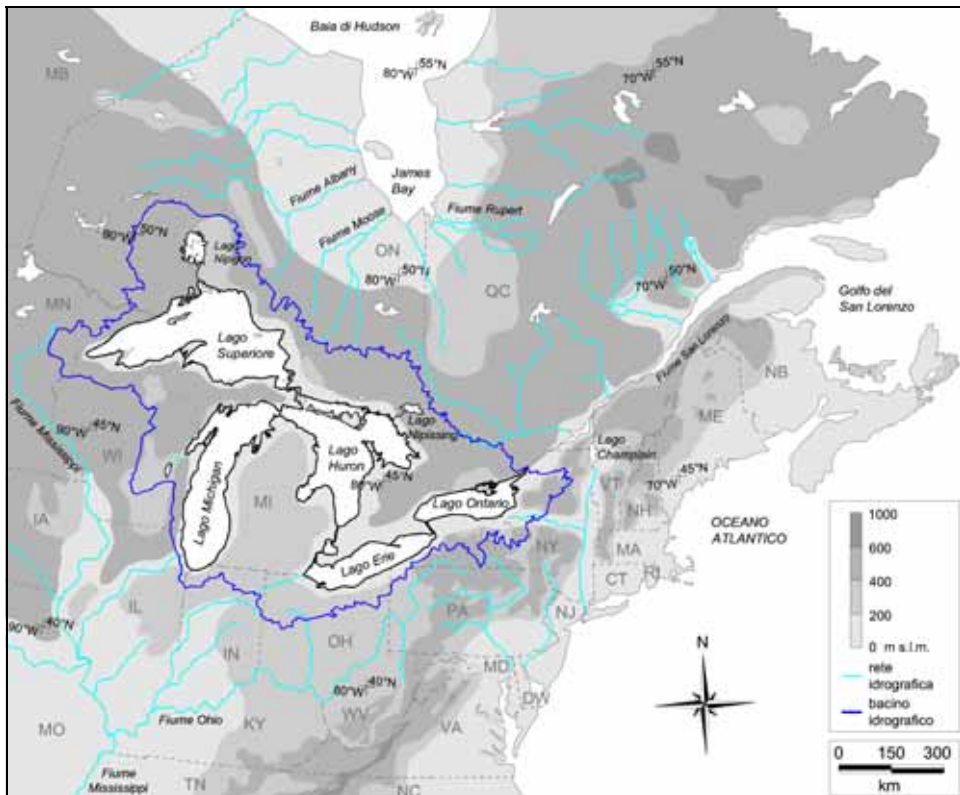 Baia di Hudson
80°W
55°N
70°W
55°N
MB
James
Bay
Fiume Albany
Fiume Moose
Fiume Rupert
ON
80°W
50°N
80°W
50°N
Lago
Nipigon
QC
70°W
50°N
Golfo del
San Lorenzo
MN
Lago
Superiore
Fiume San Lorenzo
NB
ME
Fiume Mississippi
90°W
45°N
WI
Lago
Nipissing
Lago
Huron
80°W
45°N
Lago
Champlain
VT
70°W
45°N
NH
Lago Michigan
MI
Lago Ontario
IA
OCEANO
ATLANTICO
MA
NY
CT
RI
Lago Erie
IL
90°W
40°N
PA
NJ
IN
OH
MD
80°W
40°N
DW
WV
MO
Fiume Ohio
KY
VA
TN
NC
Fiume
Mississippi
N
1000
600
400
200
0 m s.l.m.
rete
idrografica
bacino
idrografico
0 150 300
km